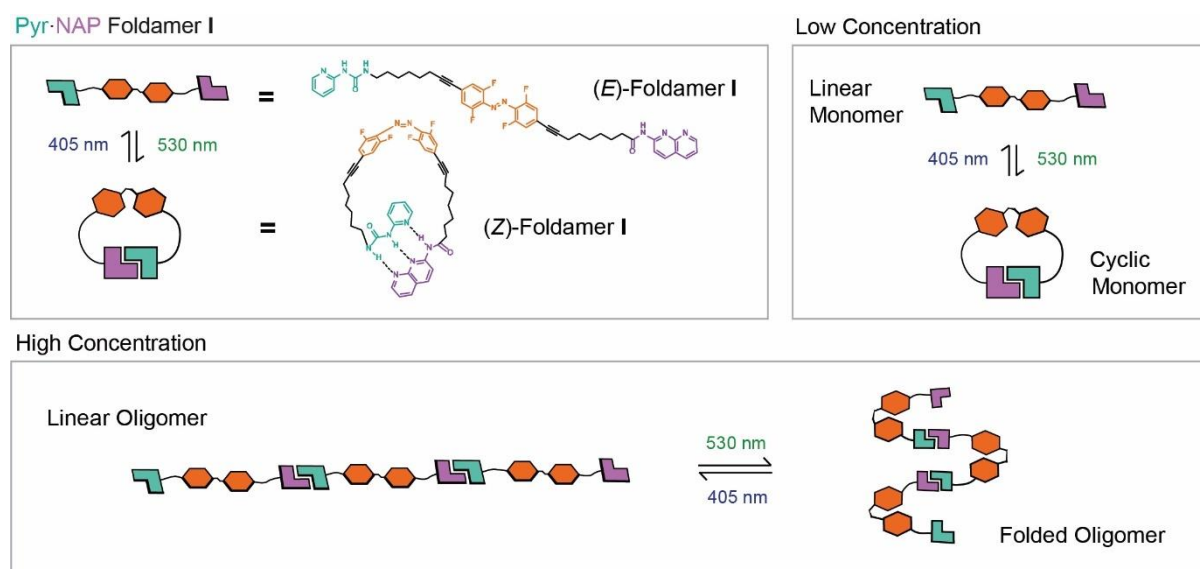 Pyr·NAP Foldamer I
Low Concentration
=
(E)-Foldamer I
405 nm
530 nm
=
(Z)-Foldamer I
Linear
Monomer
405 nm
530 nm
Cyclic
Monomer
High Concentration
Linear Oligomer
530 nm
405 nm
Folded Oligomer